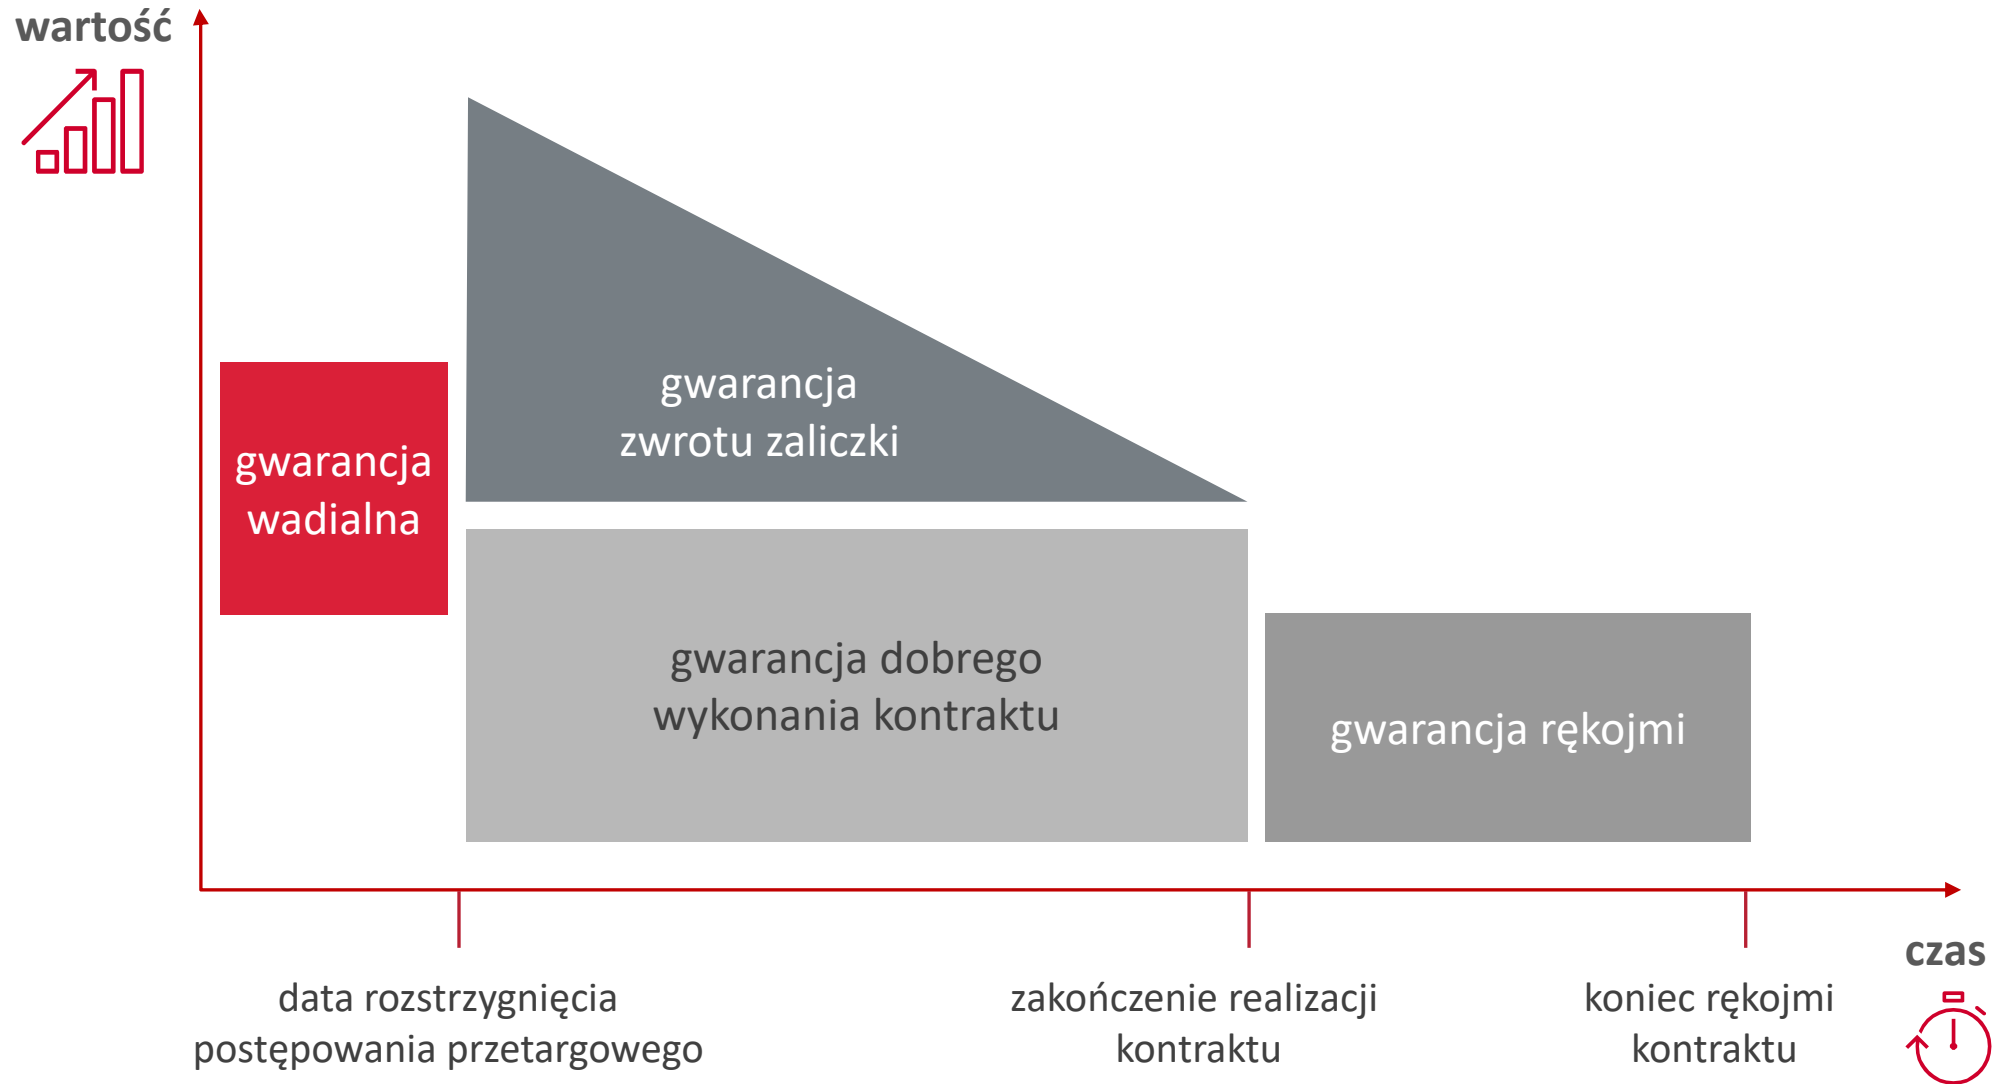 wartość
gwarancja
zwrotu zaliczki
gwarancja
wadialna
gwarancja dobrego
wykonania kontraktu
gwarancja rękojmi
czas
data rozstrzygnięcia
postępowania przetargowego
zakończenie realizacji
kontraktu
koniec rękojmi
kontraktu